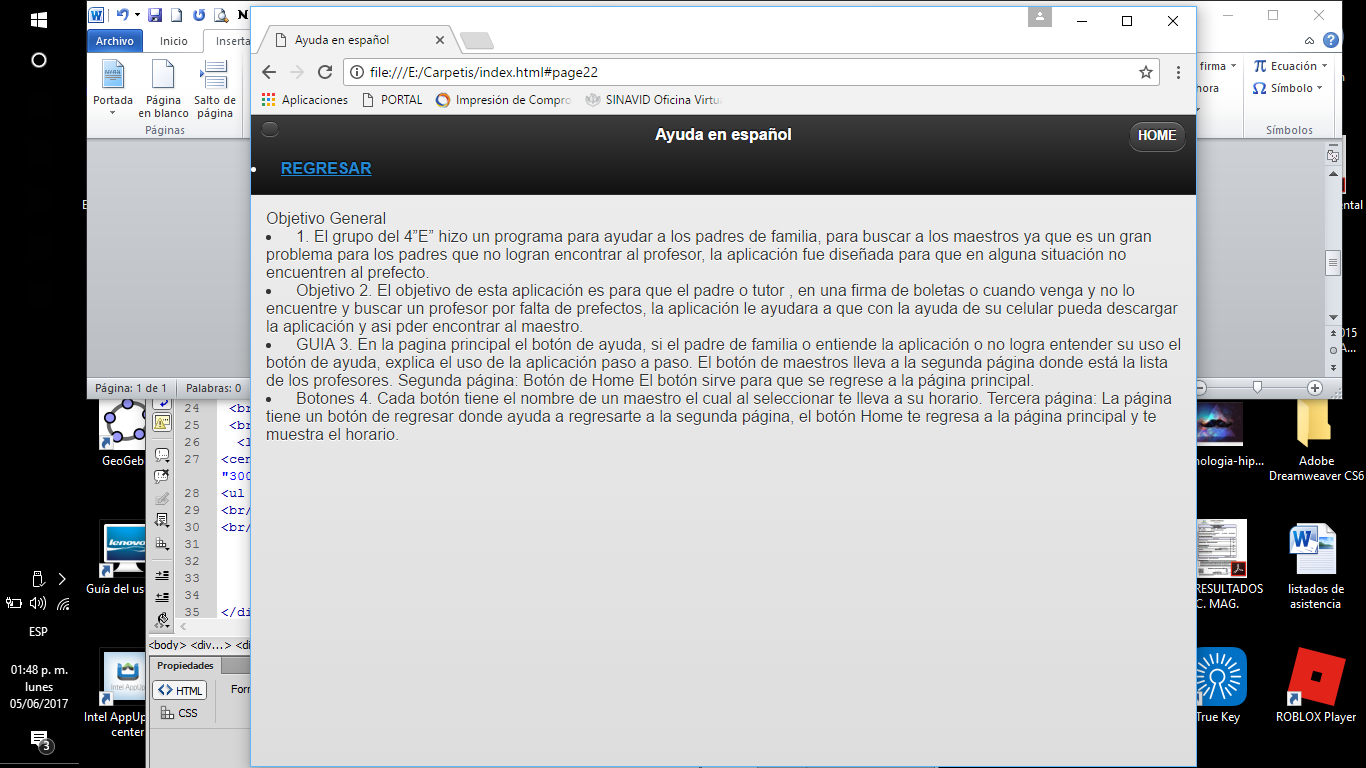 Ayuda en español
file:///E:/Carpetis/index.html#page22
Aplicaciones PORTAL Impresión de Compro SINAVID Oficina Virtu
Ayuda en español
HOME
REGRESAR
Objetivo General
1. El grupo del 4”E” hizo un programa para ayudar a los padres de familia, para buscar a los maestros ya que es un gran
problema para los padres que no logran encontrar al profesor, la aplicación fue diseñada para que en alguna situación no
encuentren al prefecto.
Objetivo 2. El objetivo de esta aplicación es para que el padre o tutor , en una firma de boletas o cuando venga y no lo
encuentre y buscar un profesor por falta de prefectos, la aplicación le ayudara a que con la ayuda de su celular pueda descargar
la aplicación y asi pder encontrar al maestro.
GUIA 3. En la pagina principal el botón de ayuda, si el padre de familia o entiende la aplicación o no logra entender su uso el
botón de ayuda, explica el uso de la aplicación paso a paso. El botón de maestros lleva a la segunda página donde está la lista
de los profesores. Segunda página: Botón de Home El botón sirve para que se regrese a la página principal.
Botones 4. Cada botón tiene el nombre de un maestro el cual al seleccionar te lleva a su horario. Tercera página: La página
tiene un botón de regresar donde ayuda a regresarte a la segunda página, el botón Home te regresa a la página principal y te
muestra el horario.
Archivo Inicio Inserta
Portada
Página
en blanco
Salto de
página
Páginas
firma
Ecuación
Símbolo
Símbolos
Página: 1 de 1 Palabras: 0
24 <br
25 <br
26 <l
27 <cen
"300
28 <ul
29 <br/
30 <br/
31
32
33
34
35 </di
<body> <div...> <di
Propiedades
HTML Form
CSS
GeoGeb
Guía del us
Intel AppUp
center
nologia-hip...
Adobe
Dreamweaver CS6
RESULTADOS
C. MAG.
listados de
asistencia
True Key
ROBLOX Player
ESP
01:48 p. m.
lunes
05/06/2017
3